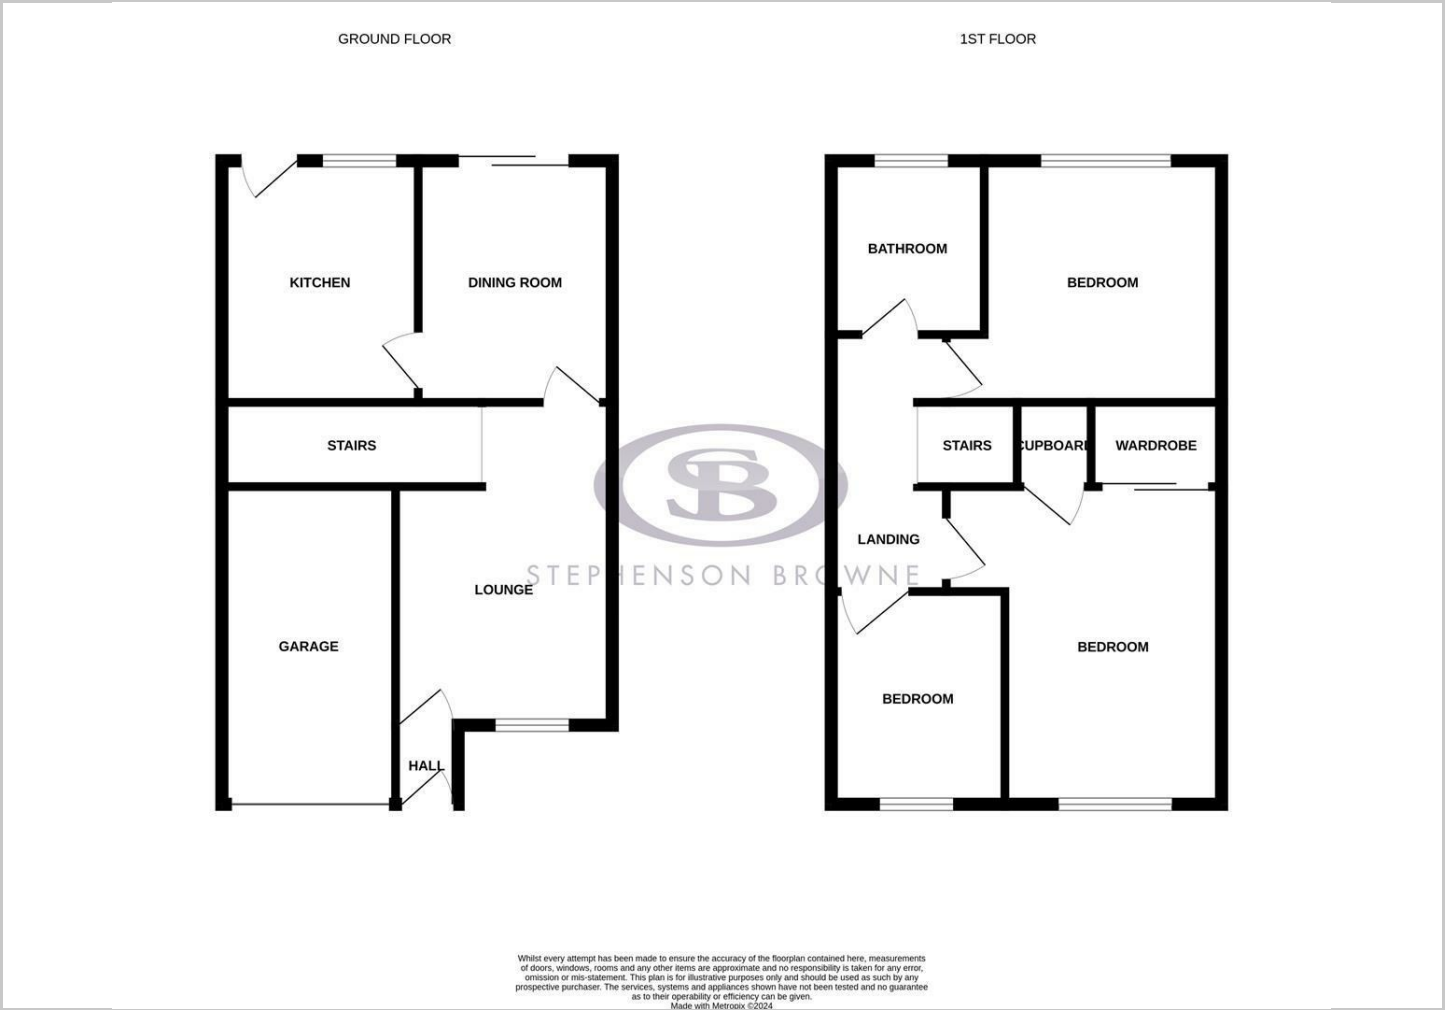 GROUND FLOOR
1ST FLOOR
KITCHEN
DINING ROOM
STAIRS
GARAGE
LOUNGE
HALL
BATHROOM
BEDROOM
STAIRS
CUPBOARD
WARDROBE
LANDING
BEDROOM
BEDROOM
SB
STEPHENSON BROWNE
Whilst every attempt has been made to ensure the accuracy of the floorplan contained here, measurements
of doors, windows, rooms and any other items are approximate and no responsibility is taken for any error,
omission or mis-statement. This plan is for illustrative purposes only and should be used as such by any
prospective purchaser. The services, systems and appliances shown have not been tested and no guarantee
as to their operability or efficiency can be given.
Made with Metropix ©2024